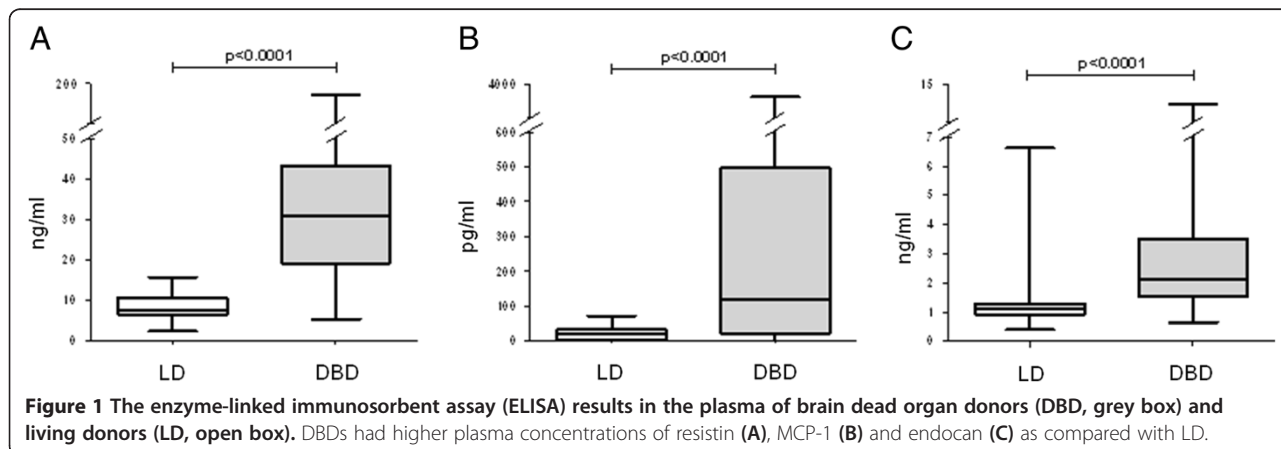 A
p<0.0001
200
50
40
30
20
10
0
ng/ml
LD
DBD
B
p<0.0001
4000
600
500
400
300
200
100
0
pg/ml
LD
DBD
C
p<0.0001
15
7
6
5
4
3
2
1
0
ng/ml
LD
DBD
Figure 1 The enzyme-linked immunosorbent assay (ELISA) results in the plasma of brain dead organ donors (DBD, grey box) and
living donors (LD, open box). DBDs had higher plasma concentrations of resistin (A), MCP-1 (B) and endocan (C) as compared with LD.